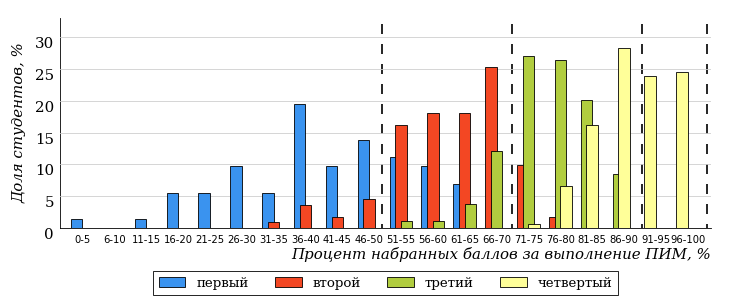 Доля студентов, %
30
25
20
15
10
5
0
0-5 6-10 11-15 16-20 21-25 26-30 31-35 36-40 41-45 46-50 51-55 56-60 61-65 66-70 71-75 76-80 81-85 86-90 91-95 96-100
Процент набранных баллов за выполнение ПИМ, %
первый второй третий четвертый